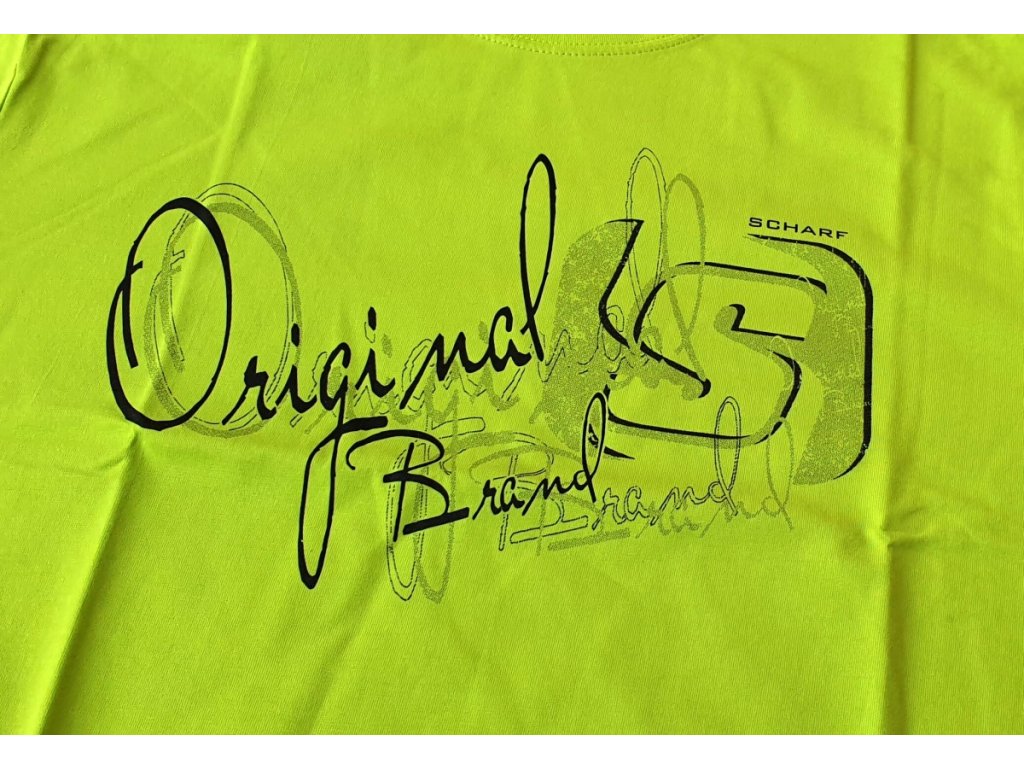 SCHARF
S
Original
Brand